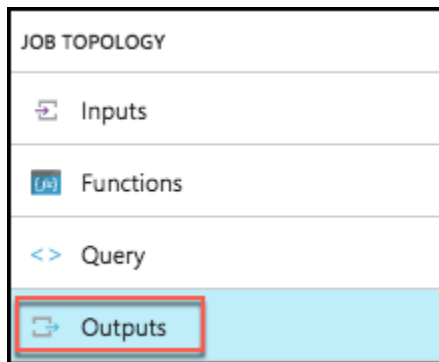 JOB TOPOLOGY
Inputs
Functions
<> Query
Outputs